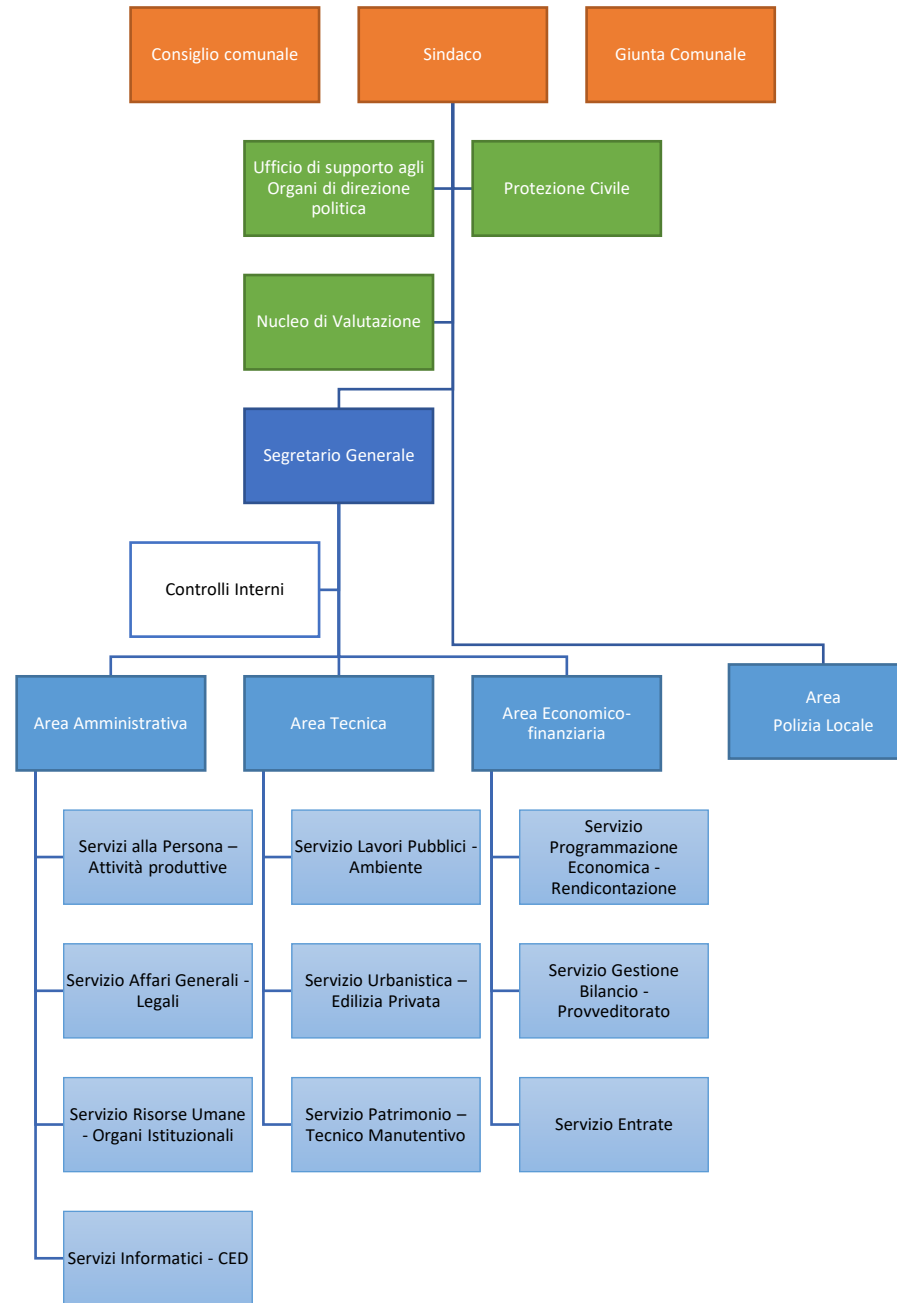 Consiglio comunale
Sindaco
Giunta Comunale
Ufficio di supporto agli
Organi di direzione
politica
Protezione Civile
Nucleo di Valutazione
Segretario Generale
Controlli Interni
Area Amministrativa
Area Tecnica
Area Economico-
finanziaria
Area
Polizia Locale
Servizi alla Persona –
Attività produttive
Servizio Lavori Pubblici -
Ambiente
Servizio
Programmazione
Economica -
Rendicontazione
Servizio Affari Generali -
Legali
Servizio Urbanistica –
Edilizia Privata
Servizio Gestione
Bilancio -
Provveditorato
Servizio Risorse Umane
- Organi Istituzionali
Servizio Patrimonio –
Tecnico Manutentivo
Servizio Entrate
Servizi Informatici - CED